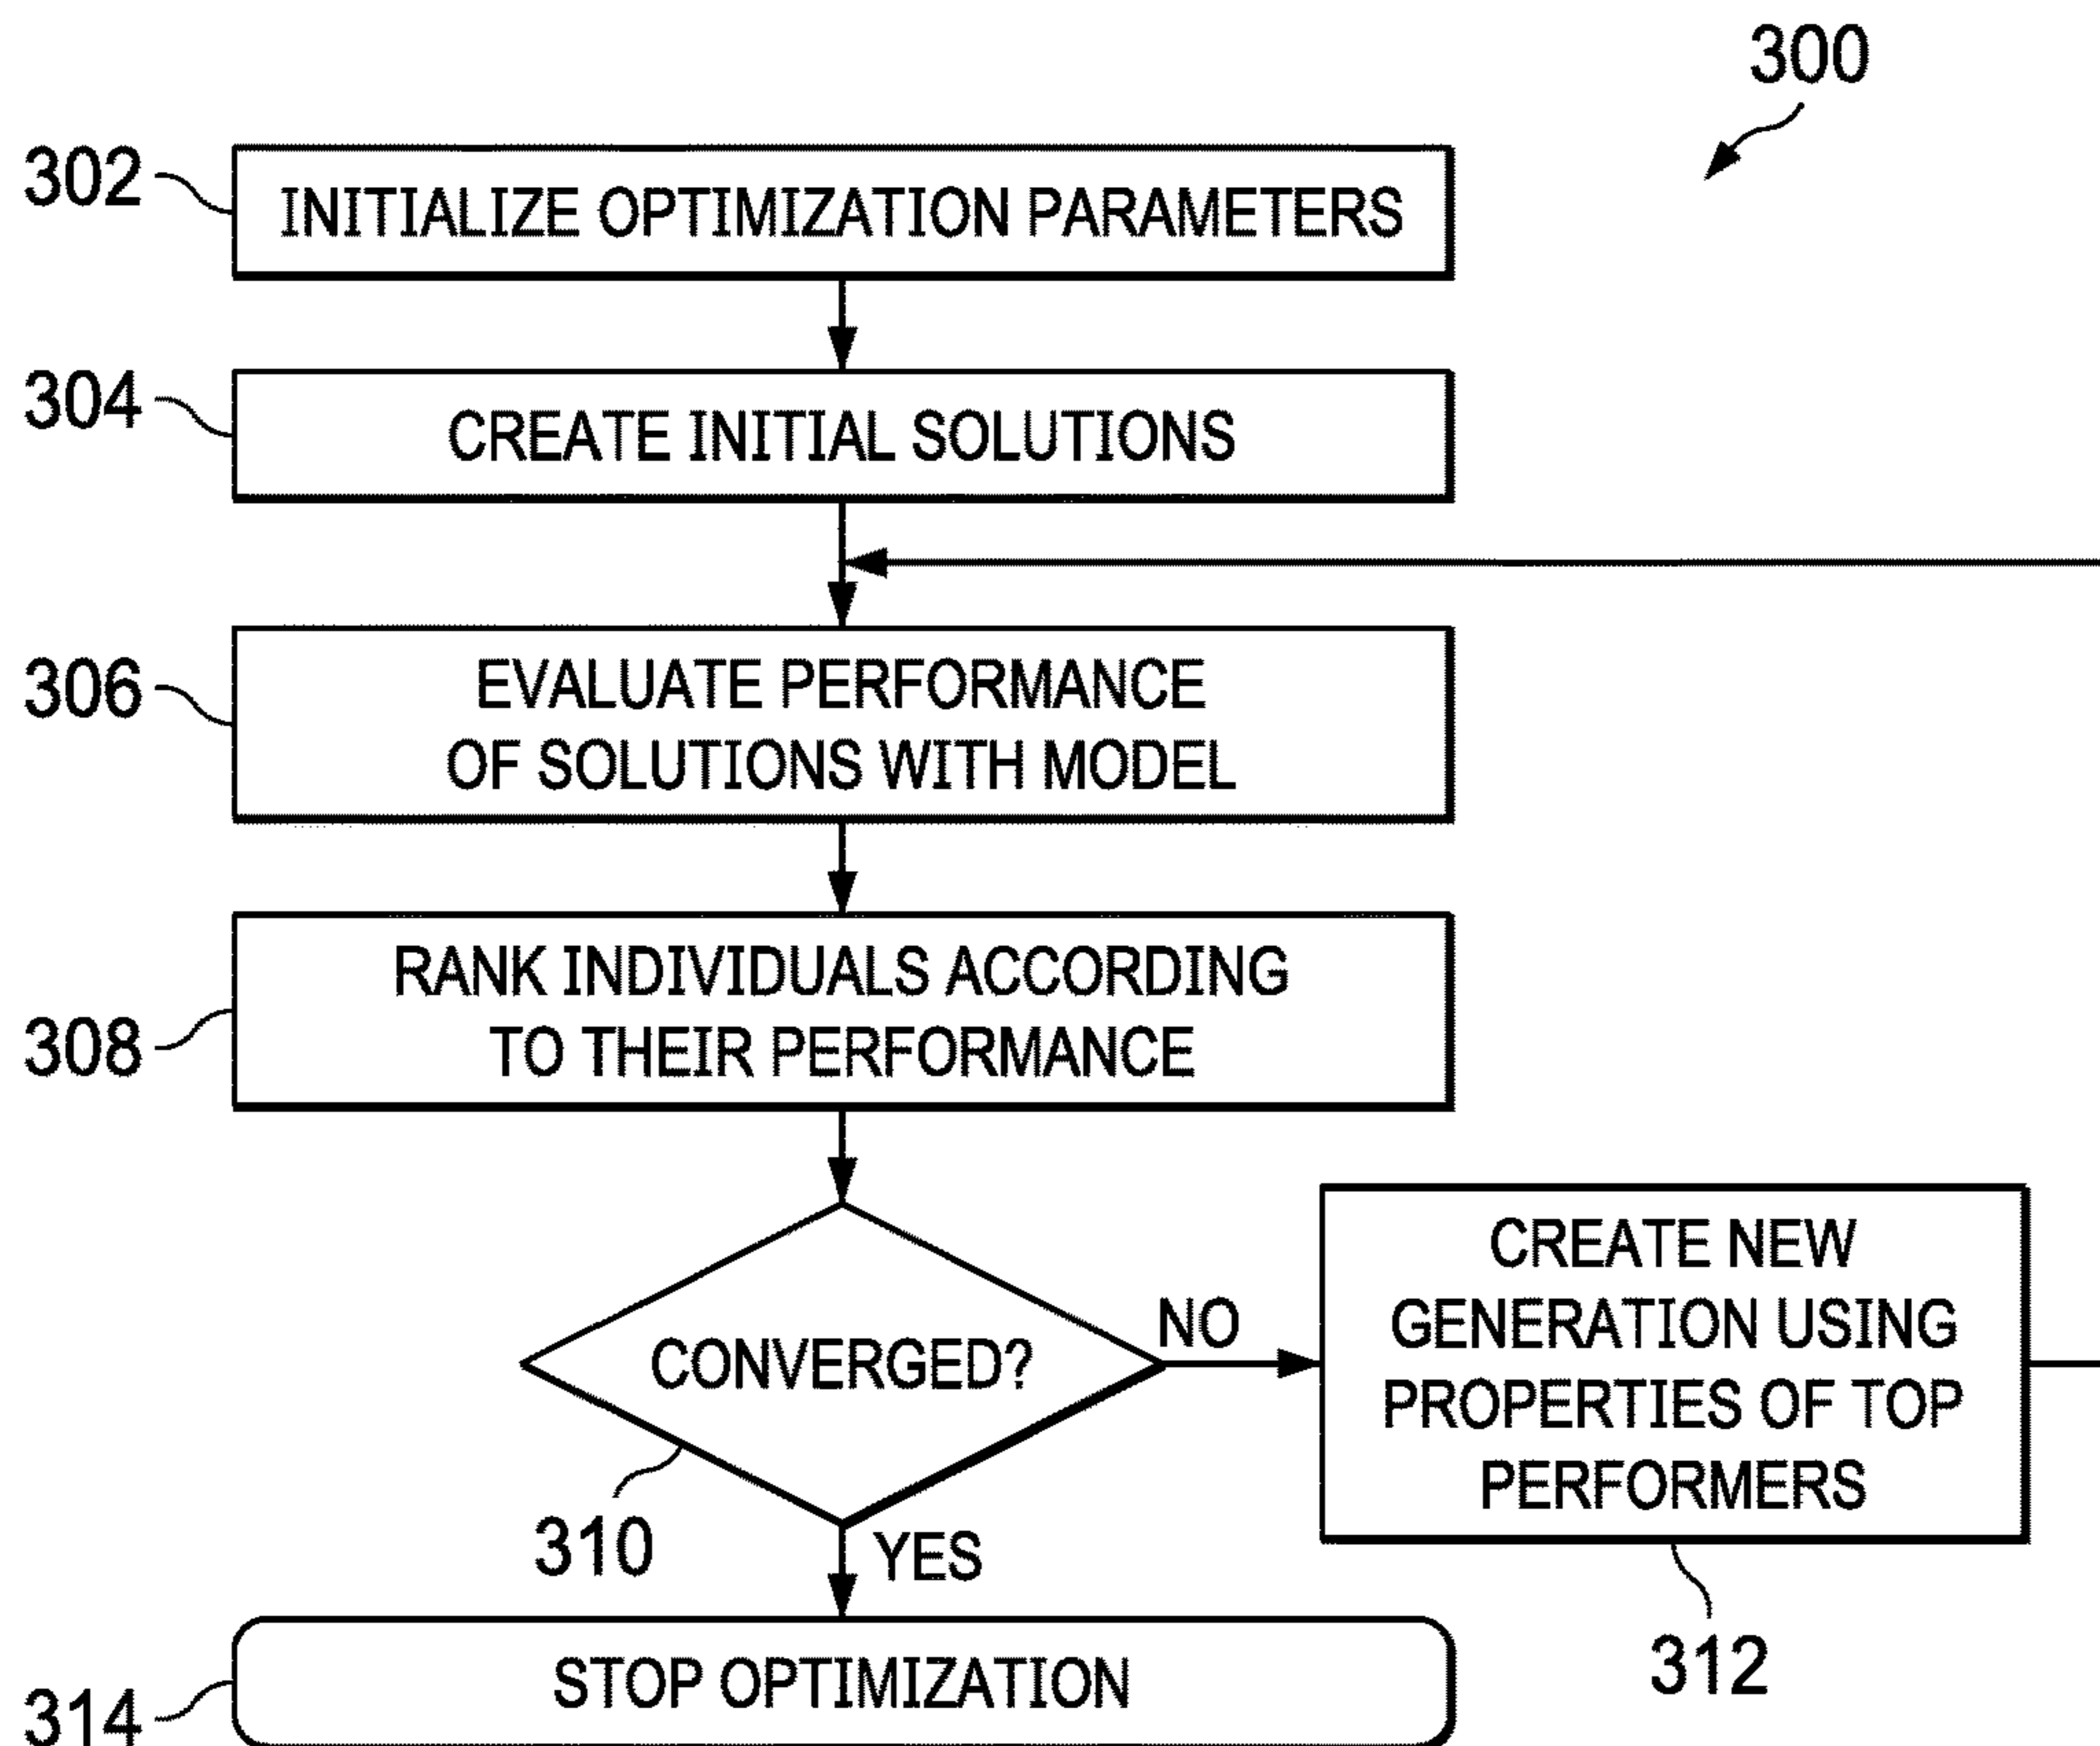 300
302
INITIALIZE OPTIMIZATION PARAMETERS
304
CREATE INITIAL SOLUTIONS
306
EVALUATE PERFORMANCE
OF SOLUTIONS WITH MODEL
308
RANK INDIVIDUALS ACCORDING
TO THEIR PERFORMANCE
CONVERGED?
310
NO
CREATE NEW
GENERATION USING
PROPERTIES OF TOP
PERFORMERS
312
YES
314
STOP OPTIMIZATION